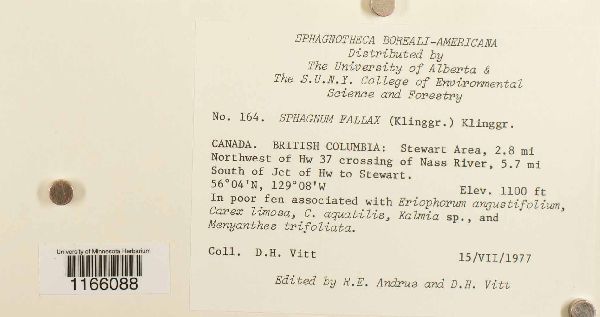 SPHAGNOTHECA BOREALI-AMERICANA
Distributed by
The University of Alberta &
The S.U.N.Y. College of Environmental
Science and Forestry
No. 164. SPHAGNUM FALLAX (Klinggr.) Klinggr.
CANADA. BRITISH COLUMBIA: Stewart Area, 2.8 mi
Northwest of Hw 37 crossing of Nass River, 5.7 mi
South of Jct of Hw to Stewart.
56°04'N, 129°08'W Elev. 1100 ft
In poor fen associated with Eriophorum angustifolium,
Carex limosa, C. aquatilis, Kalmia sp., and
Menyanthes trifoliata.
Coll. D.H. Vitt 15/VII/1977
Edited by R.E. Andrus and D.H. Vitt
University of Minnesota Herbarium
1166088